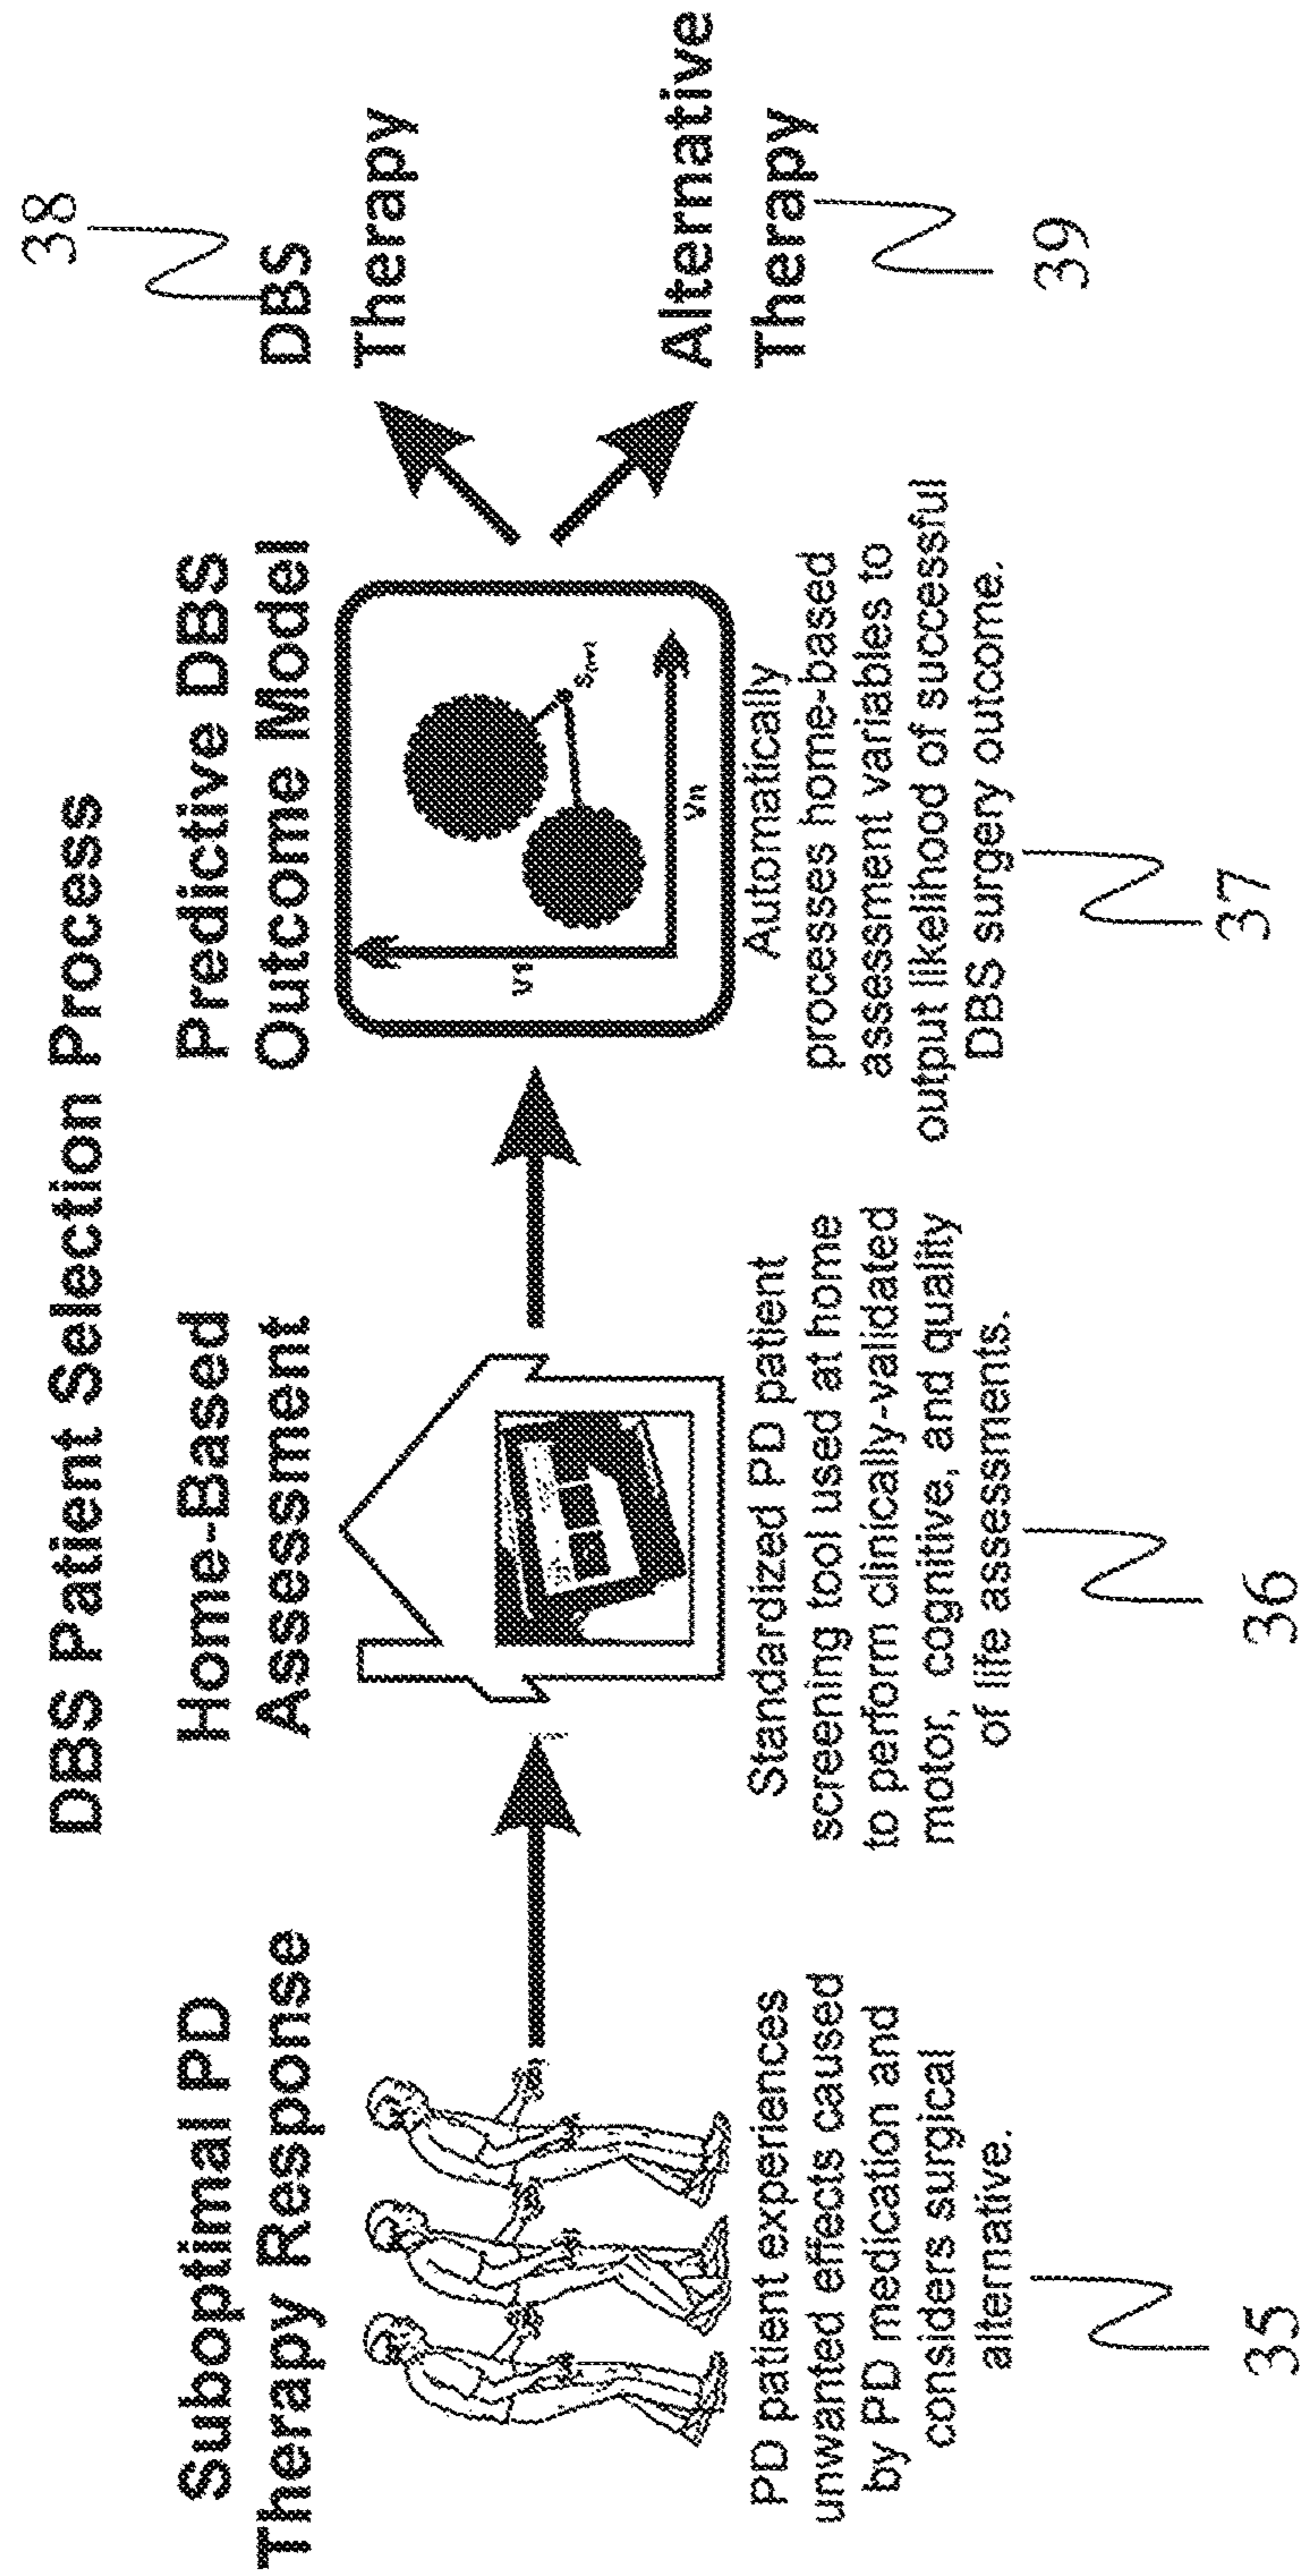 DBS Patient Selection Process
Suboptimal PD
Therapy Response
PD patient experiences
unwanted effects caused
by PD medication and
considers surgical
alternative.
35
Home-Based
Assessment
Standardized PD patient
screening tool used at home
to perform clinically-validated
motor, cognitive, and quality
of life assessments.
36
Predictive DBS
Outcome Model
V1
Vn
Automatically
processes home-based
assessment variables to
output likelihood of successful
DBS surgery outcome.
37
38
DBS
Therapy
Alternative
Therapy
39